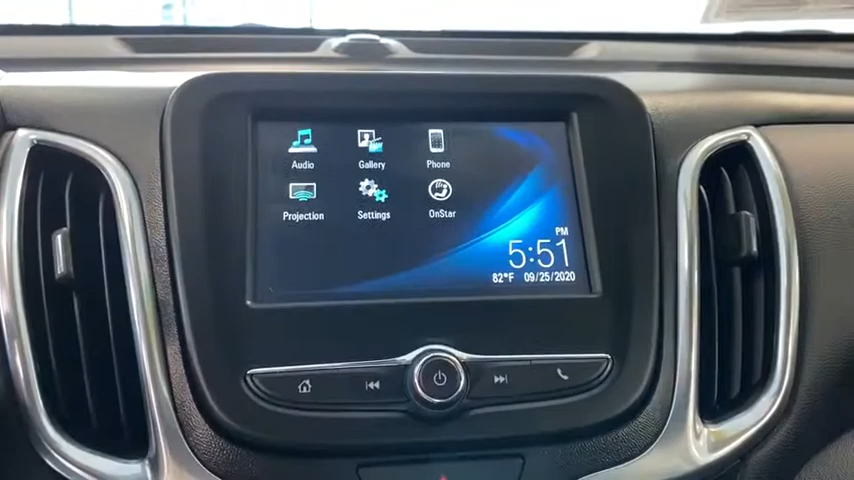 Audio Gallery Phone
Projection Settings OnStar
PM
5:51
82°F 09/25/2020